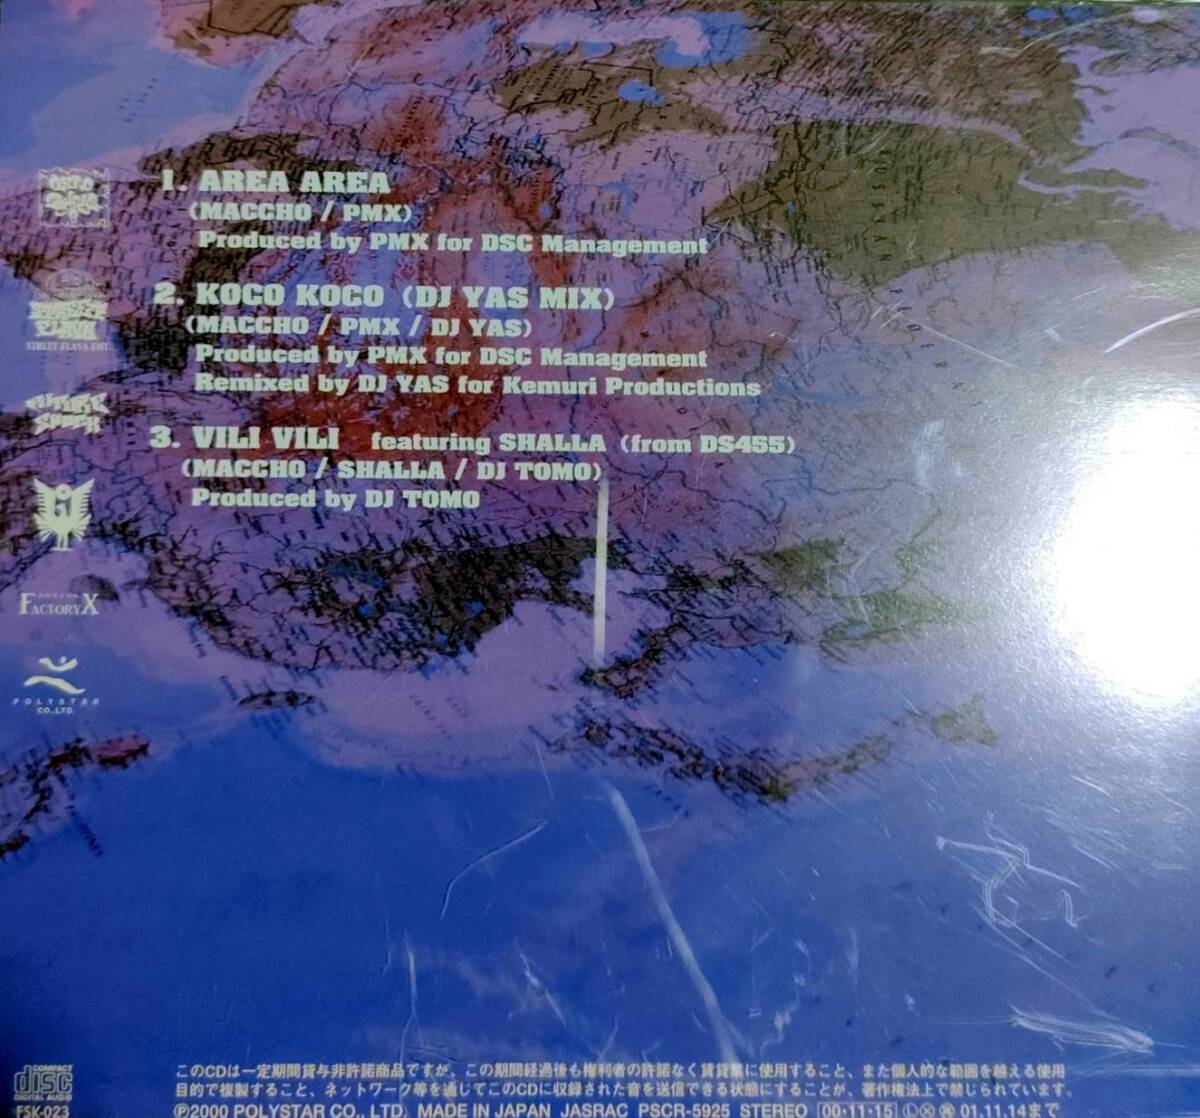 1. AREA AREA
(MACCHO / PMX)
Produced by PMX for DSC Management
2. KOCO KOCO (DJ YAS MIX)
(MACCHO / PMX / DJ YAS)
Produced by PMX for DSC Management
Remixed by DJ YAS for Kemuri Productions
3. VILI VILI featuring SHALLA (from DS455)
(MACCHO / SHALLA / DJ TOMO)
Produced by DJ TOMO
STREET FLAVA ENT.
FUTURE SHOCK
FACTORY X
POLYSTAR
CO.,LTD.
COMPACT
disc
DIGITAL AUDIO
FSK-023
このCDは一定期間貸与非許諾商品ですが、この期間経過後も権利者の許諾なく賃貸業に使用すること、また個人的な範囲を越える使用
目的で複製すること、ネットワーク等を通じてこのCDに収録された音を送信できる状態にすることが、著作権法上で禁じられています。
Ⓟ2000 POLYSTAR CO., LTD. MADE IN JAPAN JASRAC PSCR-5925 STEREO 00・11・15 Ⓛ Ⓧ 01.11.14まで